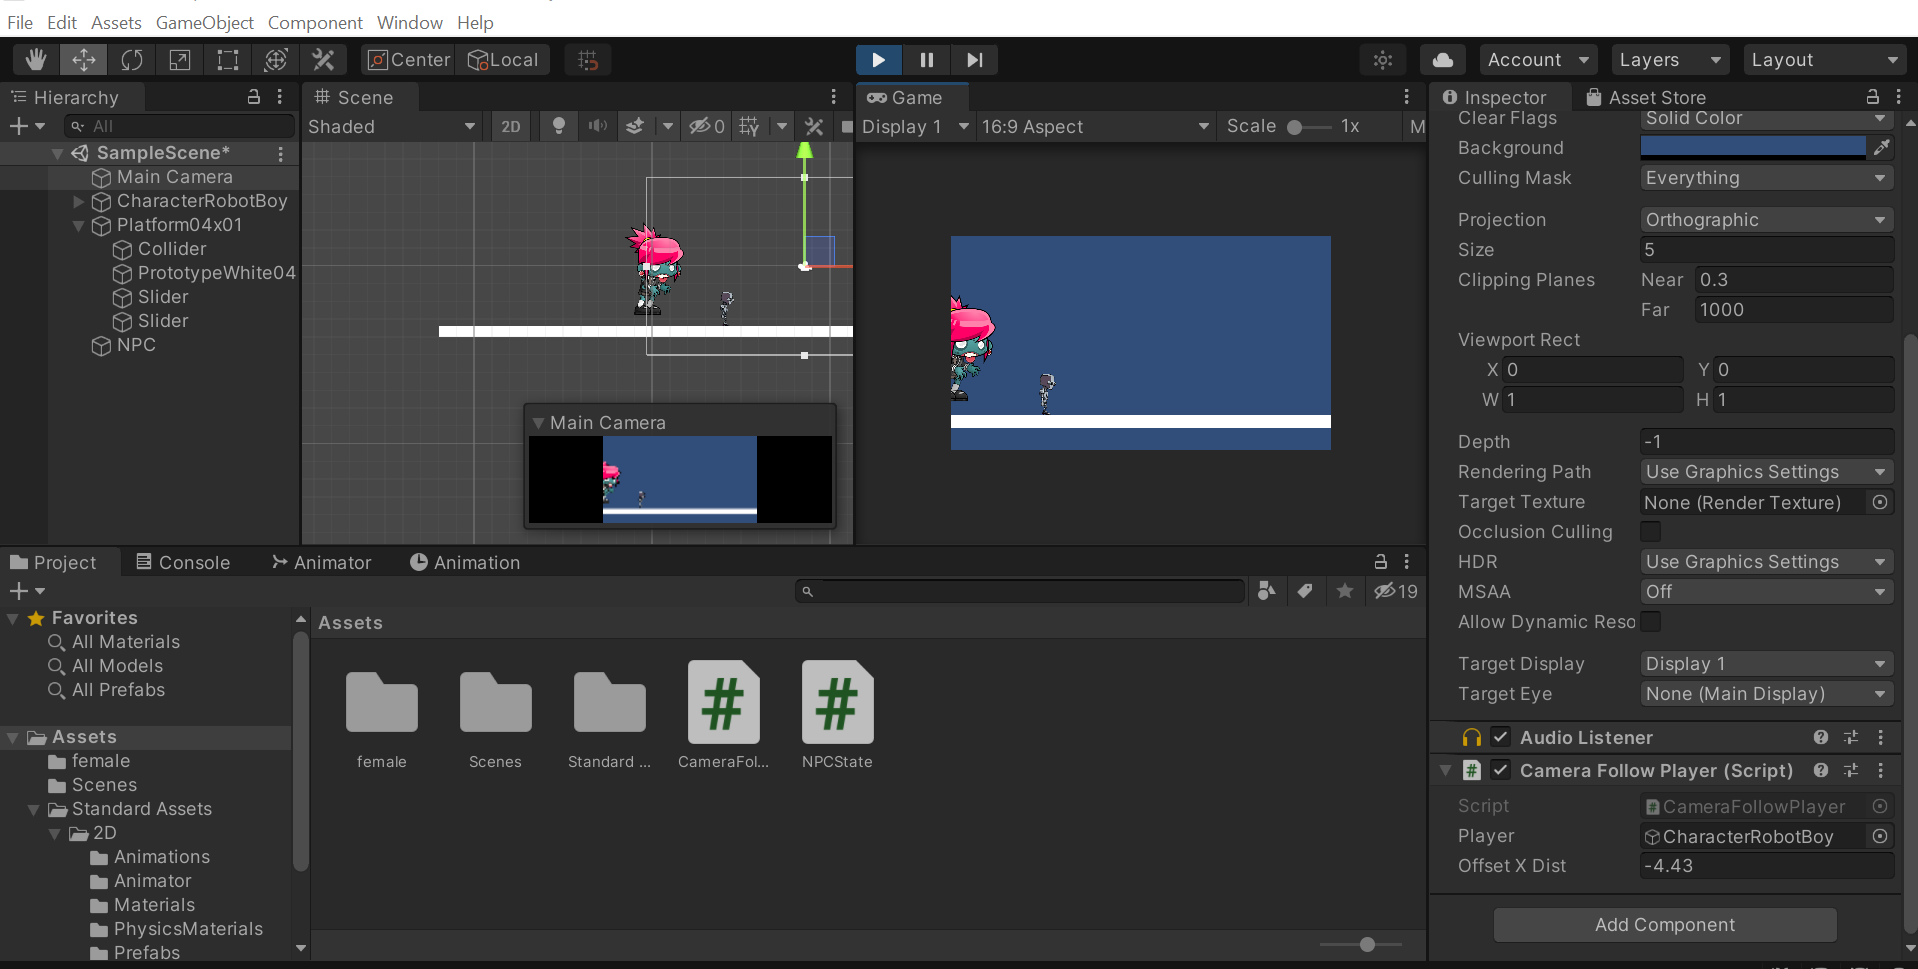 File Edit Assets GameObject Component Window Help
Center Local Account Layers Layout
Hierarchy
All
SampleScene*
Main Camera
CharacterRobotBoy
Platform04x01
Collider
PrototypeWhite04
Slider
Slider
NPC
Scene
Shaded 2D 0
Main Camera
Game
Display 1 16:9 Aspect Scale 1x M
Inspector Asset Store
Clear Flags Solid Color
Background
Culling Mask Everything
Projection Orthographic
Size 5
Clipping Planes Near 0.3
Far 1000
Viewport Rect
X 0 Y 0
W 1 H 1
Depth -1
Rendering Path Use Graphics Settings
Target Texture None (Render Texture)
Occlusion Culling
HDR Use Graphics Settings
MSAA Off
Allow Dynamic Reso
Target Display Display 1
Target Eye None (Main Display)
Audio Listener
# Camera Follow Player (Script)
Script # CameraFollowPlayer
Player CharacterRobotBoy
Offset X Dist -4.43
Add Component
Project Console Animator Animation
19
Favorites
All Materials
All Models
All Prefabs
Assets
female
Scenes
Standard Assets
2D
Animations
Animator
Materials
PhysicsMaterials
Prefabs
Assets
# #
female Scenes Standard ... CameraFol... NPCState